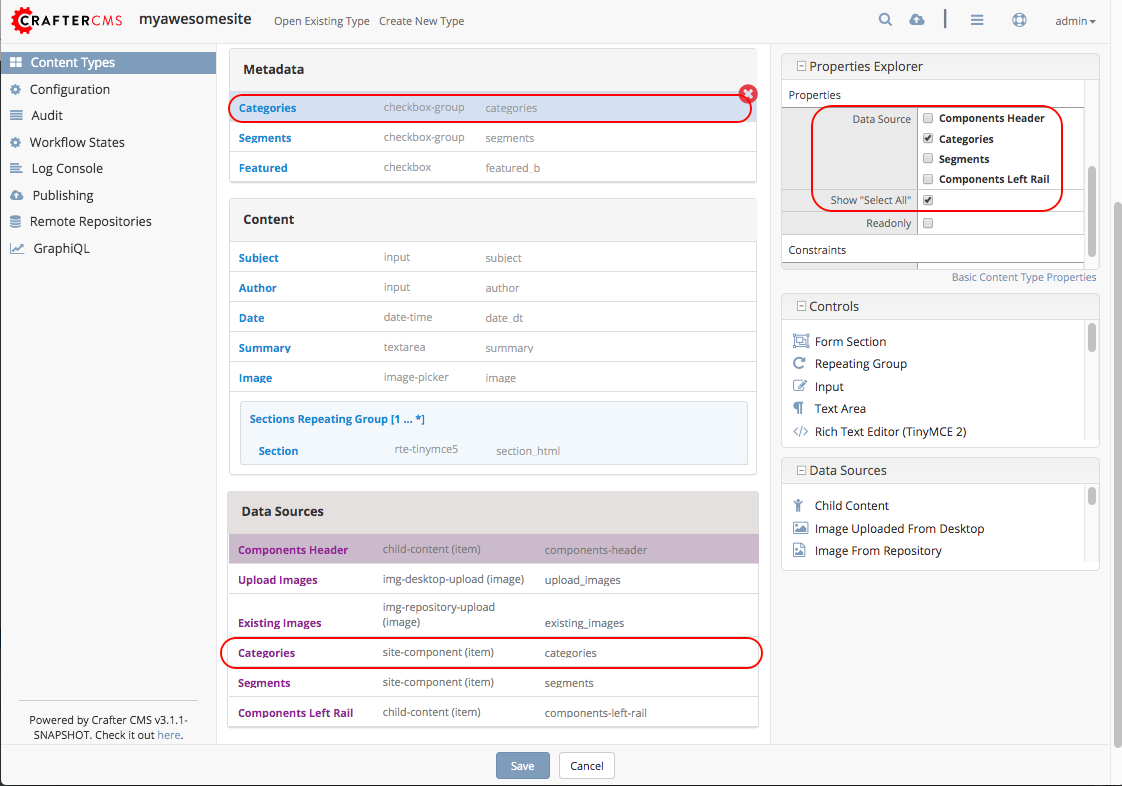 CRAFTERCMS myawesomesite Open Existing Type Create New Type admin
Content Types
Configuration
Audit
Workflow States
Log Console
Publishing
Remote Repositories
GraphiQL
Powered by Crafter CMS v3.1.1-
SNAPSHOT. Check it out here.
Metadata
Categories checkbox-group categories
Segments checkbox-group segments
Featured checkbox featured_b
Content
Subject input subject
Author input author
Date date-time date_dt
Summary textarea summary
Image image-picker image
Sections Repeating Group [1 ... *]
Section rte-tinymce5 section_html
Data Sources
Components Header child-content (item) components-header
Upload Images img-desktop-upload (image) upload_images
img-repository-upload
Existing Images (image) existing_images
Categories site-component (item) categories
Segments site-component (item) segments
Components Left Rail child-content (item) components-left-rail
Properties Explorer
Properties
Data Source Components Header
Categories
Segments
Components Left Rail
Show "Select All"
Readonly
Constraints
Basic Content Type Properties
Controls
Form Section
Repeating Group
Input
Text Area
Rich Text Editor (TinyMCE 2)
Data Sources
Child Content
Image Uploaded From Desktop
Image From Repository
Save Cancel